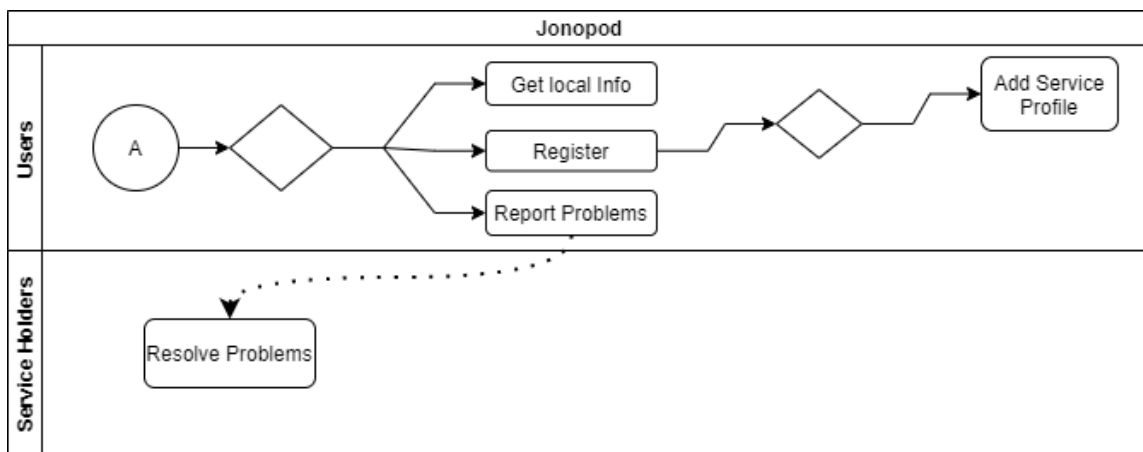 Jonopod
Users
A
Get local Info
Register
Report Problems
Add Service
Profile
Service Holders
Resolve Problems